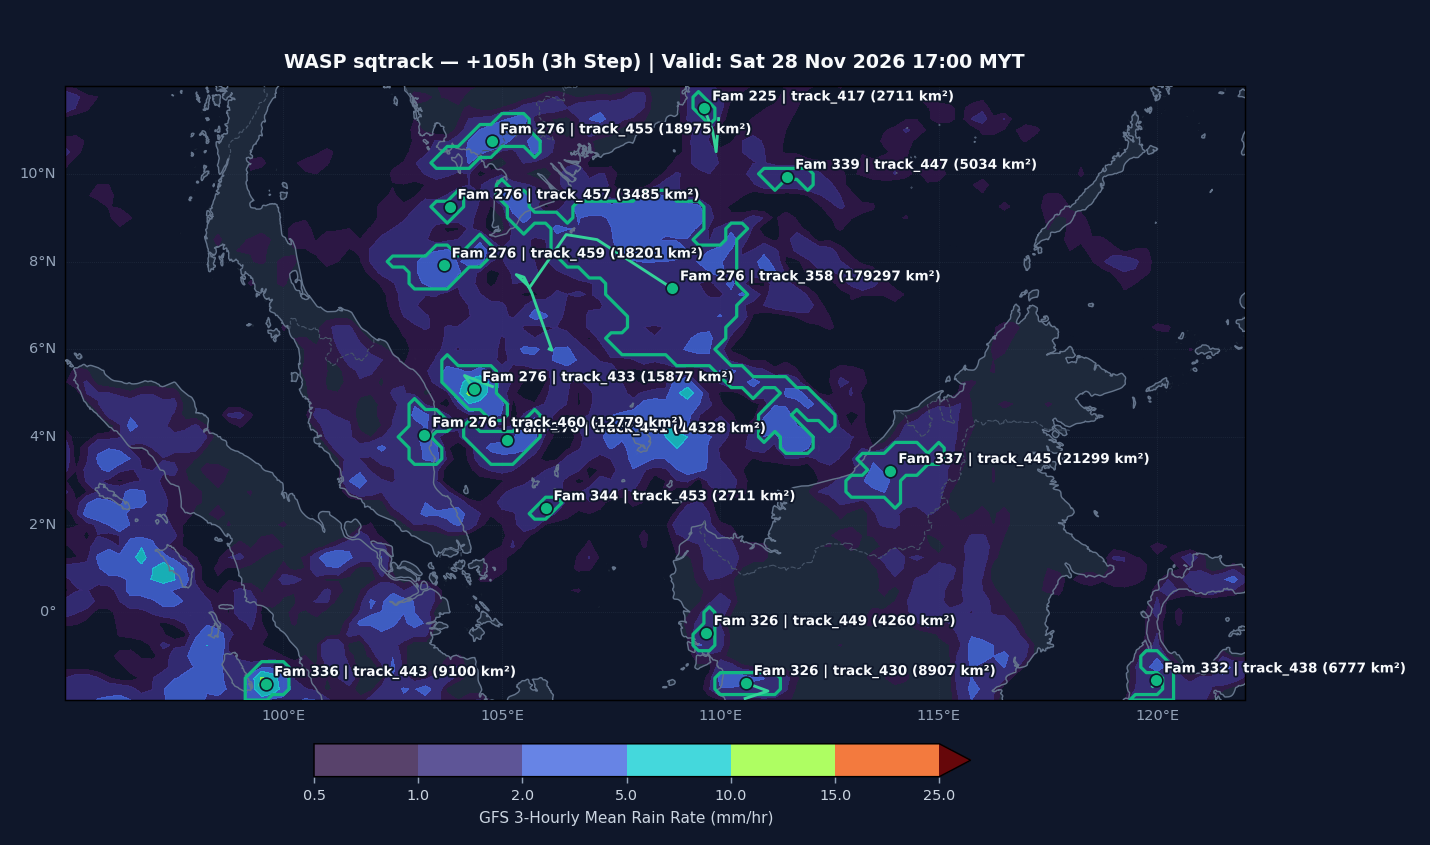 WASP sqtrack — +105h (3h Step) | Valid: Sat 28 Nov 2026 17:00 MYT
Fam 225 | track_417 (2711 km²)
Fam 276 | track_455 (18975 km²)
Fam 339 | track_447 (5034 km²)
10°N
Fam 276 | track_457 (3485 km²)
Fam 276 | track_459 (18201 km²)
8°N
Fam 276 | track_358 (179297 km²)
6°N
Fam 276 | track_433 (15877 km²)
Fam 276 | track_460 (12779 km²)
14328 km²)
4°N
Fam 337 | track_445 (21299 km²)
Fam 344 | track_453 (2711 km²)
2°N
0°
Fam 326 | track_449 (4260 km²)
Fam 332 | track_438 (6777 km²)
Fam 336 | track_443 (9100 km²)
Fam 326 | track_430 (8907 km²)
100°E 105°E 110°E 115°E 120°E
0.5 1.0 2.0 5.0 10.0 15.0 25.0
GFS 3-Hourly Mean Rain Rate (mm/hr)